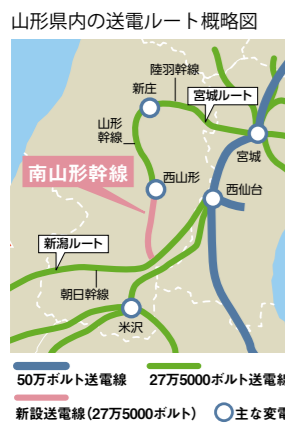 山形県内の送電ルート概略図
陸羽幹線
新庄
宮城ルート
山形
幹線
宮城
南山形幹線
西山形
西仙台
新潟ルート
朝日幹線
米沢
50万ボルト送電線
27万5000ボルト送電線
新設送電線(27万5000ボルト)
主な変電